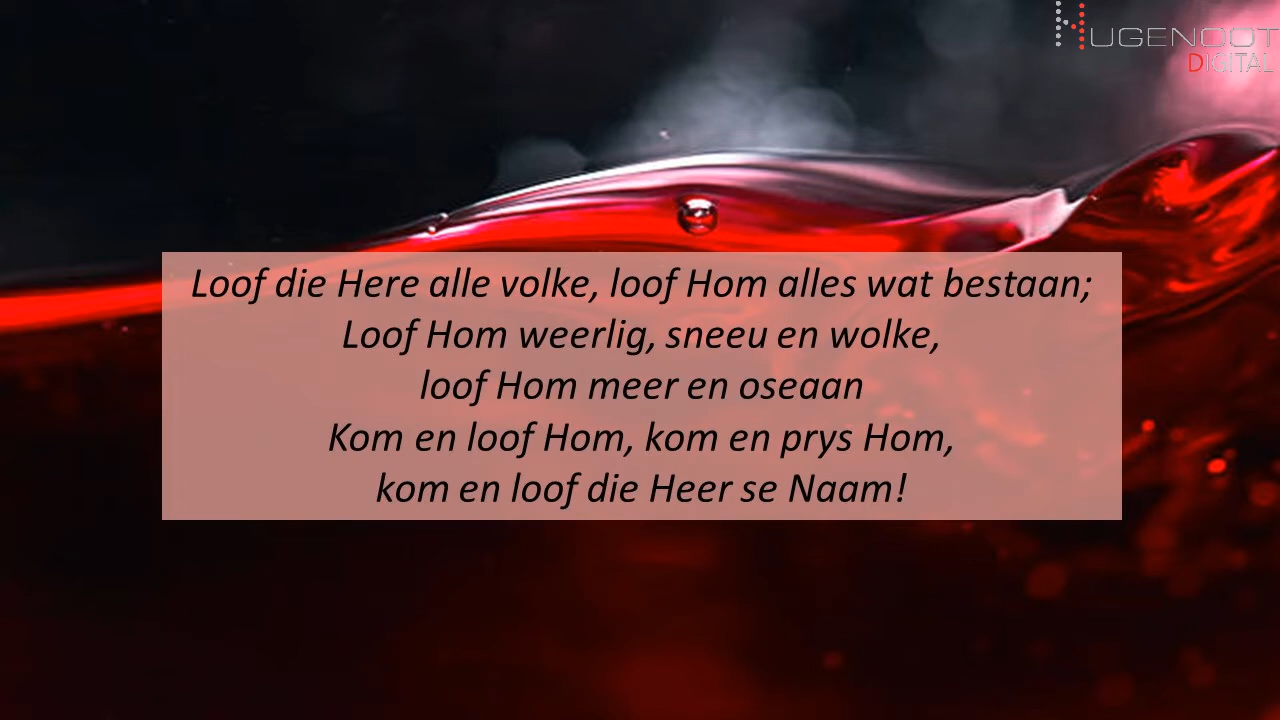 HUGENOOT
DIGITAL
Loof die Here alle volke, loof Hom alles wat bestaan;
Loof Hom weerlig, sneeu en wolke,
loof Hom meer en oseaan
Kom en loof Hom, kom en prys Hom,
kom en loof die Heer se Naam!